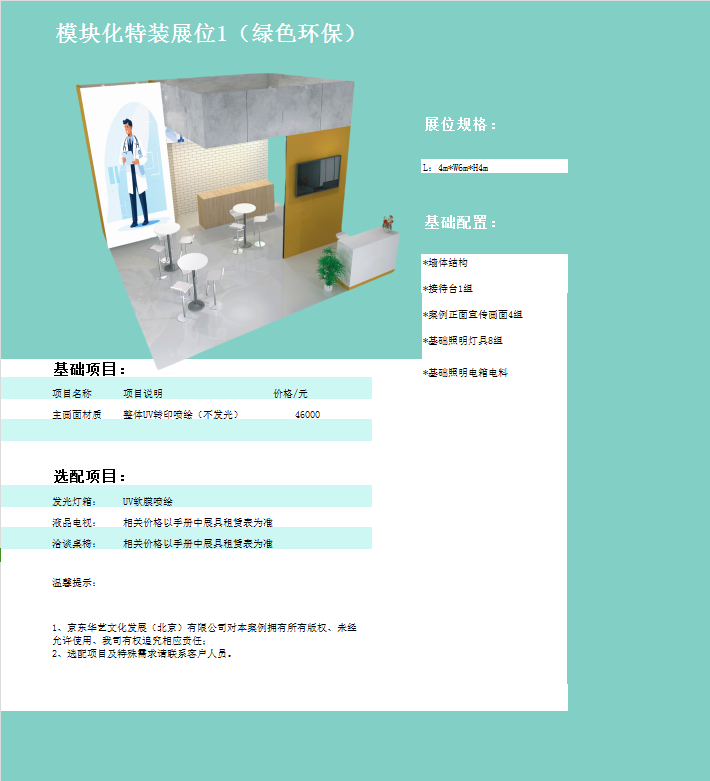 模块化特装展位1（绿色环保）
展位规格：
L：4m*W6m*H4m
基础配置：
*墙体结构
*接待台1组
*案例正面宣传画面4组
*基础照明灯具8组
*基础照明电箱电料
基础项目：
项目名称 项目说明 价格/元
主画面材质 整体UV转印喷绘（不发光） 46000
选配项目：
发光灯箱： UV软膜喷绘
液晶电视： 相关价格以手册中展具租赁表为准
洽谈桌椅： 相关价格以手册中展具租赁表为准
温馨提示：
1、京东华艺文化发展（北京）有限公司对本案例拥有所有版权、未经
允许使用、我司有权追究相应责任；
2、选配项目及特殊需求请联系客户人员。